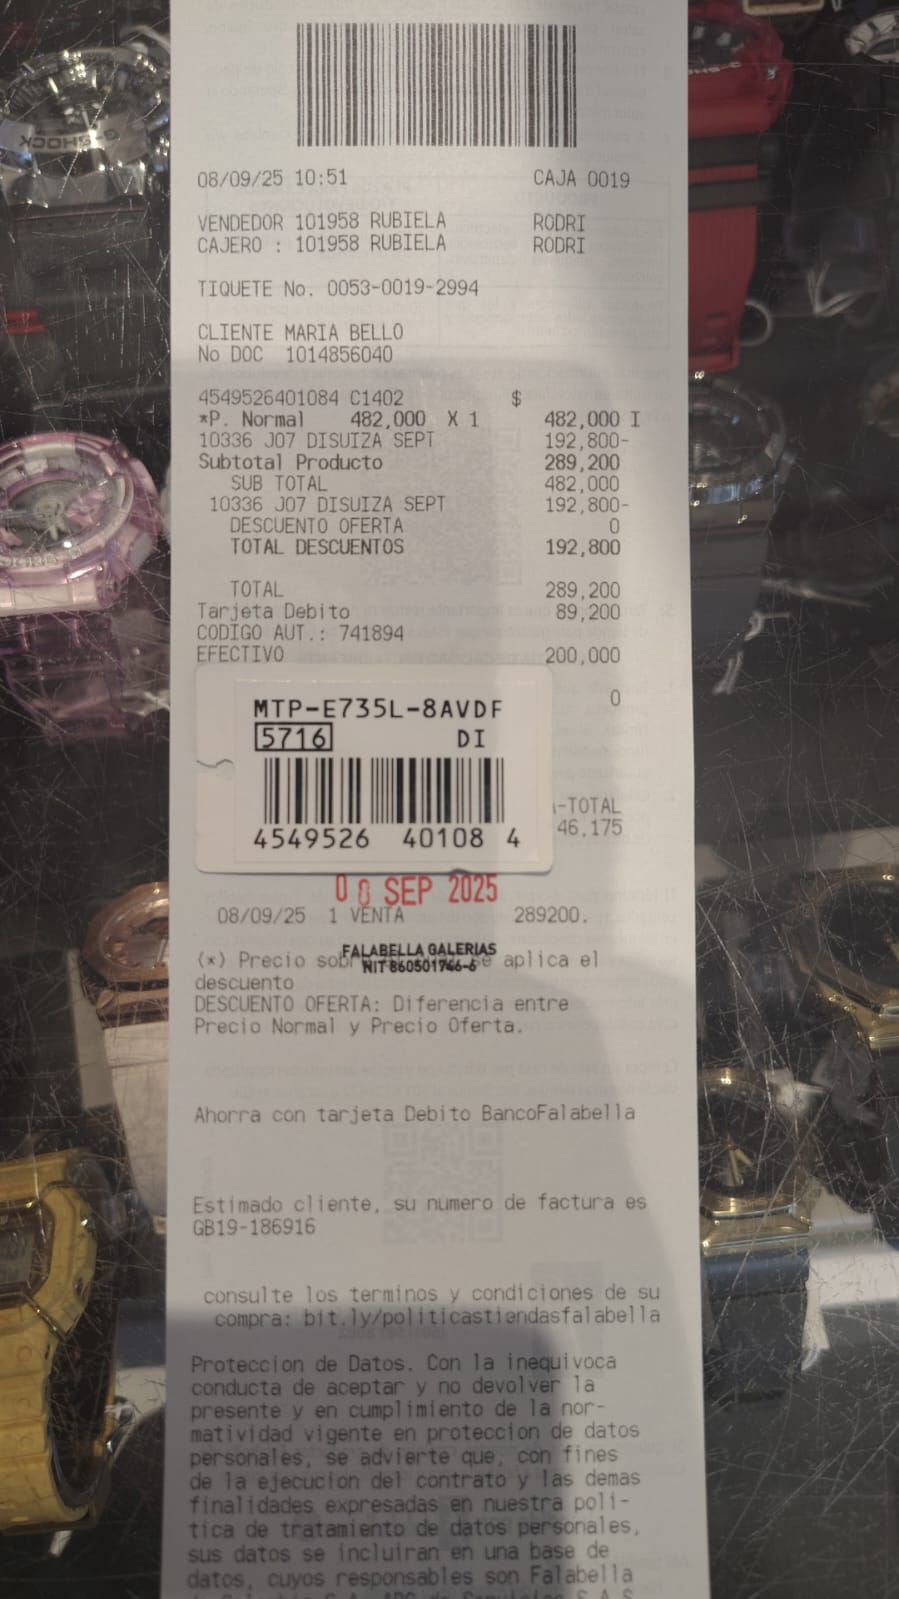 08/09/25 10:51 CAJA 0019
VENDEDOR 101958 RUBIELA RODRI
CAJERO : 101958 RUBIELA RODRI
TIQUETE No. 0053-0019-2994
CLIENTE MARIA BELLO
No DOC 1014856040
4549526401084 C1402 $
*P. Normal 482,000 X 1 482,000 I
10336 J07 DISUIZA SEPT 192,800-
Subtotal Producto 289,200
SUB TOTAL 482,000
10336 J07 DISUIZA SEPT 192,800-
DESCUENTO OFERTA 0
TOTAL DESCUENTOS 192,800
TOTAL 289,200
Tarjeta Debito 89,200
CODIGO AUT.: 741894
EFECTIVO 200,000
0
MTP-E735L-8AVDF
5716 DI
4549526 40108 4
A-TOTAL
46,175
08 SEP 2025
08/09/25 1 VENTA 289200.
FALABELLA GALERIAS
NIT 860501746-6
(*) Precio se aplica el
descuento
DESCUENTO OFERTA: Diferencia entre
Precio Normal y Precio Oferta.
Ahorra con tarjeta Debito BancoFalabella
Estimado cliente, su numero de factura es
GB19-186916
consulte los terminos y condiciones de su
compra: bit.ly/politicastiendasfalabella
Proteccion de Datos. Con la inequivoca
conducta de aceptar y no devolver la
presente y en cumplimiento de la nor-
matividad vigente en proteccion de datos
personales, se advierte que, con fines
de la ejecucion del contrato y las demas
finalidades expresadas en nuestra poli-
tica de tratamiento de datos personales,
sus datos se incluiran en una base de
datos, cuyos responsables son Falabella
G-SHOCK